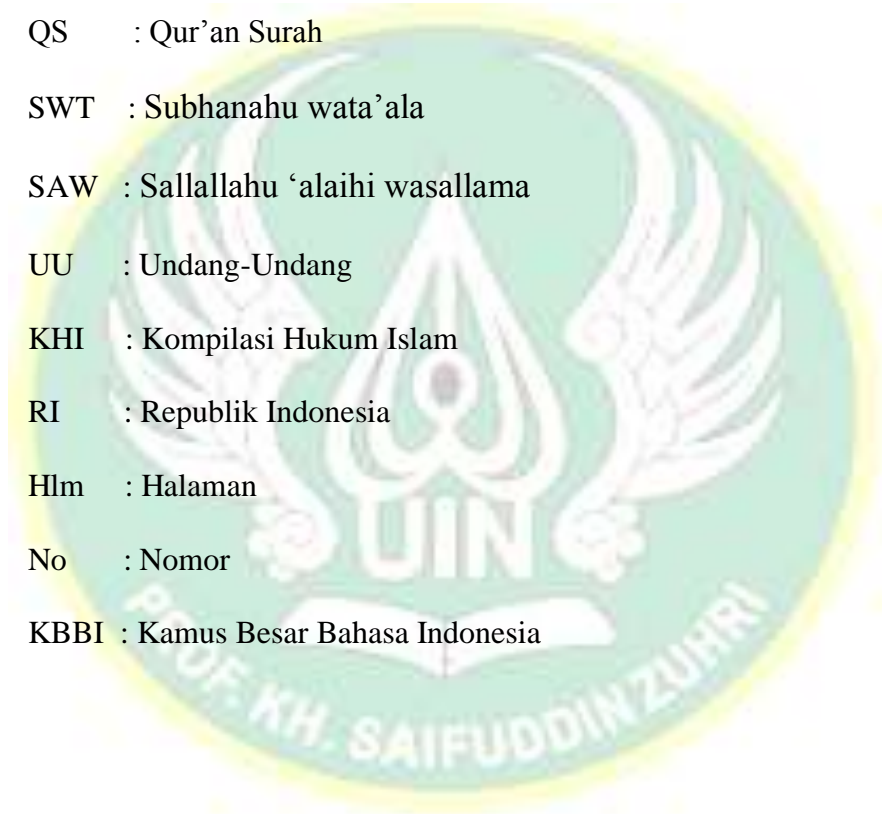 QS : Qur’an Surah
SWT : Subhanahu wata’ala
SAW : Sallallahu ‘alaihi wasallama
UU : Undang-Undang
KHI : Kompilasi Hukum Islam
RI : Republik Indonesia
Hlm : Halaman
No : Nomor
KBBI : Kamus Besar Bahasa Indonesia
UIN
PROF. KH. SAIFUDDIN ZUHRI